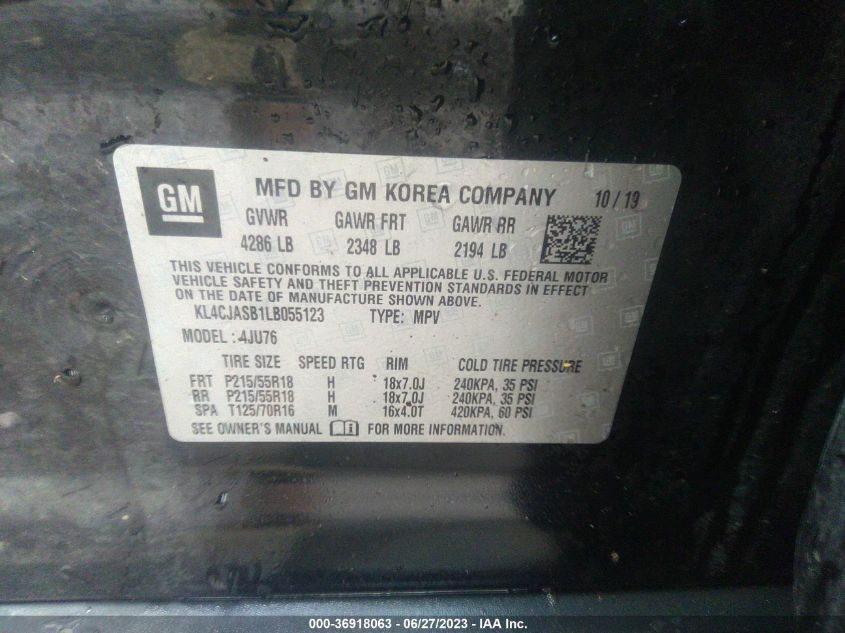 GM MFD BY GM KOREA COMPANY 10 / 19
GVWR GAWR FRT GAWR RR
4286 LB 2348 LB 2194 LB
THIS VEHICLE CONFORMS TO ALL APPLICABLE U.S. FEDERAL MOTOR
VEHICLE SAFETY AND THEFT PREVENTION STANDARDS IN EFFECT
ON THE DATE OF MANUFACTURE SHOWN ABOVE.
KL4CJASB1LB055123 TYPE: MPV
MODEL : 4JU76
TIRE SIZE SPEED RTG RIM COLD TIRE PRESSURE
FRT P215/55R18 H 18x7.0J 240KPA, 35 PSI
RR P215/55R18 H 18x7.0J 240KPA, 35 PSI
SPA T125/70R16 M 16x4.0T 420KPA, 60 PSI
SEE OWNER'S MANUAL FOR MORE INFORMATION.
000-36918063 - 06/27/2023 - IAA Inc.